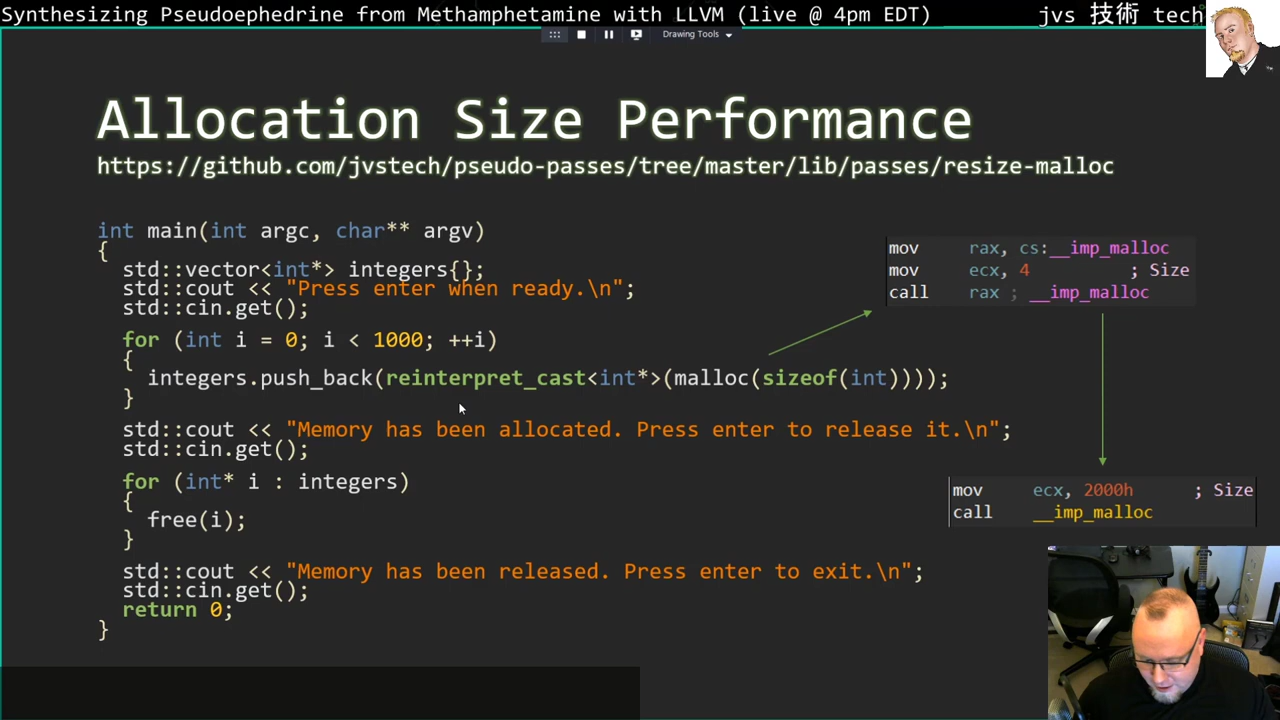 Synthesizing Pseudoephedrine from Methamphetamine with LLVM (live @ 4pm EDT)
jvs 技術 tech
Drawing Tools
Allocation Size Performance
https://github.com/jvstech/pseudo-passes/tree/master/lib/passes/resize-malloc
int main(int argc, char** argv)
{
std::vector<int*> integers{};
std::cout << "Press enter when ready.\n";
std::cin.get();
for (int i = 0; i < 1000; ++i)
{
integers.push_back(reinterpret_cast<int*>(malloc(sizeof(int))));
}
std::cout << "Memory has been allocated. Press enter to release it.\n";
std::cin.get();
for (int* i : integers)
{
free(i);
}
std::cout << "Memory has been released. Press enter to exit.\n";
std::cin.get();
return 0;
}
mov rax, cs:__imp_malloc
mov ecx, 4 ; Size
call rax ; __imp_malloc
mov ecx, 2000h ; Size
call __imp_malloc